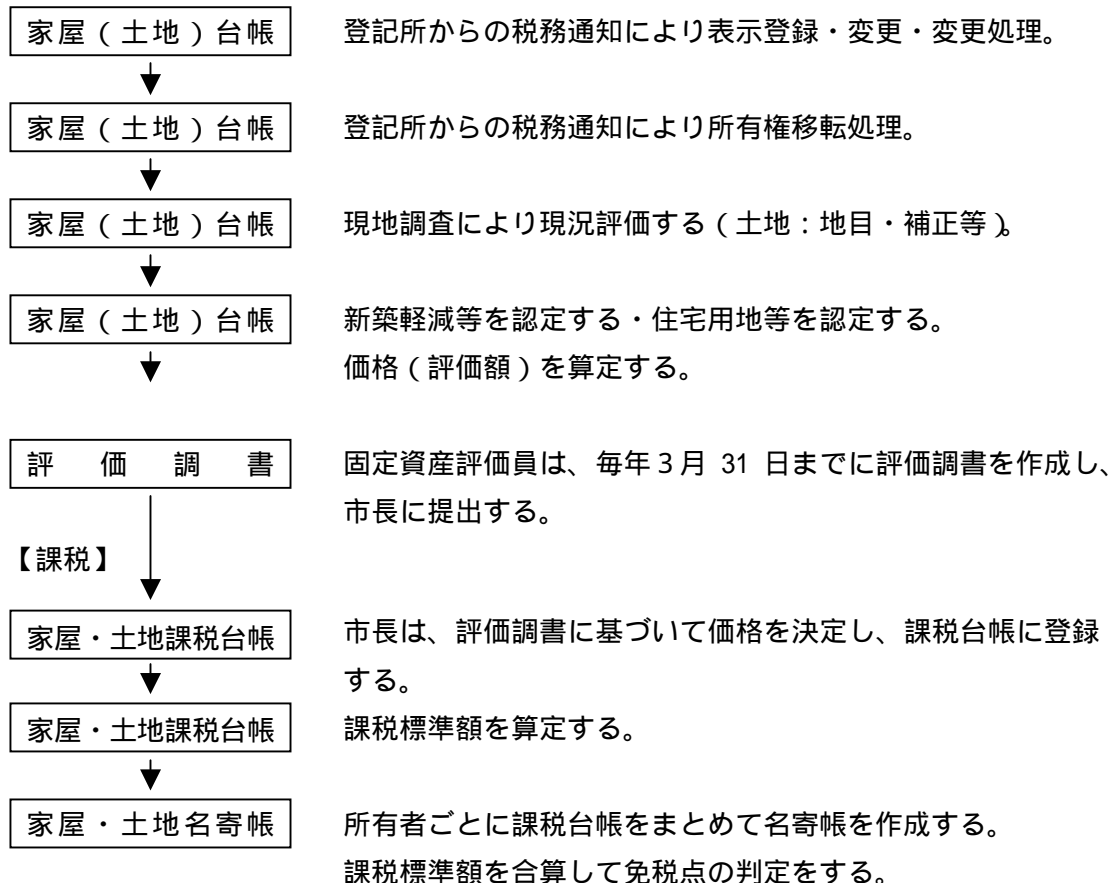 家屋（土地）台帳　登記所からの税務通知により表示登録・変更・変更処理。
家屋（土地）台帳　登記所からの税務通知により所有権移転処理。
家屋（土地）台帳　現地調査により現況評価する（土地：地目・補正等）。
家屋（土地）台帳　新築軽減等を認定する・住宅用地等を認定する。
価格（評価額）を算定する。
評価調書　固定資産評価員は、毎年３月 31 日までに評価調書を作成し、
市長に提出する。
【課税】
家屋・土地課税台帳　市長は、評価調書に基づいて価格を決定し、課税台帳に登録
する。
家屋・土地課税台帳　課税標準額を算定する。
家屋・土地名寄帳　所有者ごとに課税台帳をまとめて名寄帳を作成する。
課税標準額を合算して免税点の判定をする。